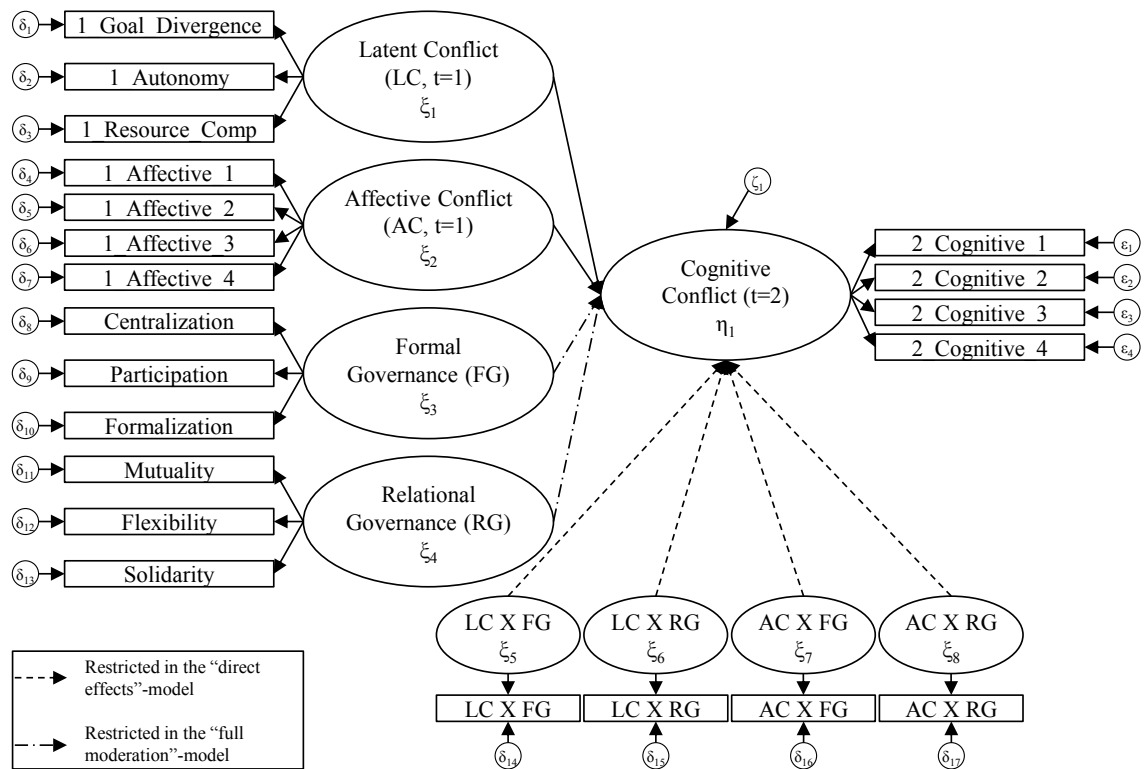 δ1
1_Goal_Divergence
δ2
1_Autonomy
δ3
1_Resource_Comp
Latent Conflict
(LC, t=1)
ξ1
δ4
1_Affective_1
δ5
1_Affective_2
δ6
1_Affective_3
δ7
1_Affective_4
Affective Conflict
(AC, t=1)
ξ2
δ8
Centralization
δ9
Participation
δ10
Formalization
Formal
Governance (FG)
ξ3
δ11
Mutuality
δ12
Flexibility
δ13
Solidarity
Relational
Governance (RG)
ξ4
ζ1
Cognitive
Conflict (t=2)
η1
2_Cognitive_1
ε1
2_Cognitive_2
ε2
2_Cognitive_3
ε3
2_Cognitive_4
ε4
LC X FG
ξ5
LC X RG
ξ6
AC X FG
ξ7
AC X RG
ξ8
LC X FG
LC X RG
AC X FG
AC X RG
δ14
δ15
δ16
δ17
Restricted in the “direct
effects”-model
Restricted in the “full
moderation”-model